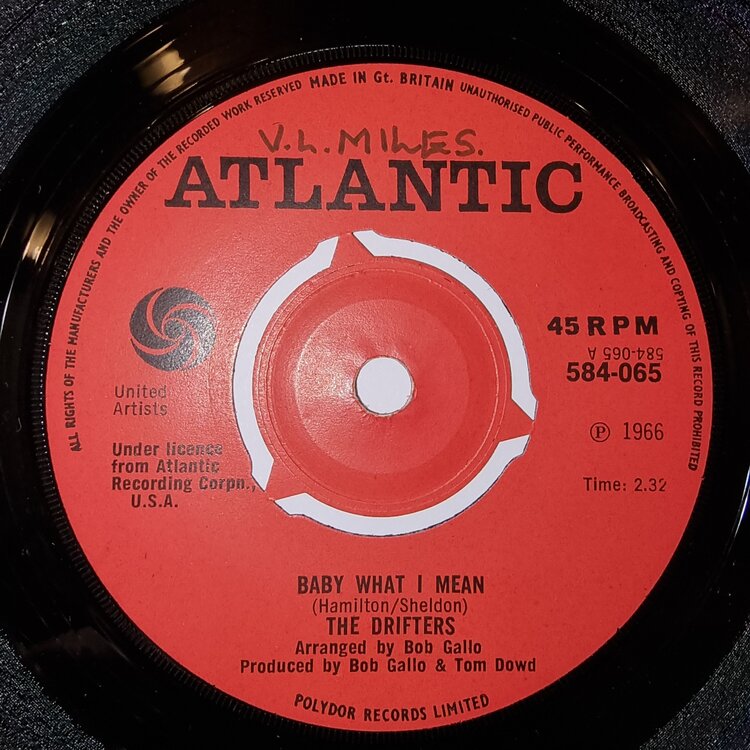 ALL RIGHTS OF THE MANUFACTURERS AND THE OWNER OF THE RECORDED WORK RESERVED MADE IN Gt. BRITAIN UNAUTHORISED PUBLIC PERFORMANCE BROADCASTING AND COPYING OF THIS RECORD PROHIBITED
V.L.MILES.
ATLANTIC
45 RPM
584-065 A
584-065
United
Artists
℗ 1966
Under licence
from Atlantic
Recording Corpn.,
U.S.A.
Time: 2.32
BABY WHAT I MEAN
(Hamilton/Sheldon)
THE DRIFTERS
Arranged by Bob Gallo
Produced by Bob Gallo & Tom Dowd
POLYDOR RECORDS LIMITED